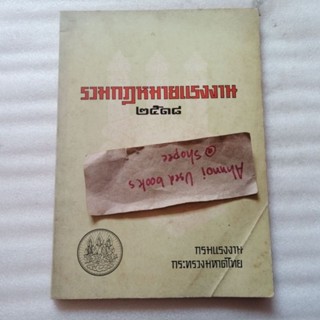 รวมกฎหมายแรงงาน
๒๕๑๘
Ahmnoi Used books
@Shopee
กรมแรงงาน
กระทรวงมหาดไทย